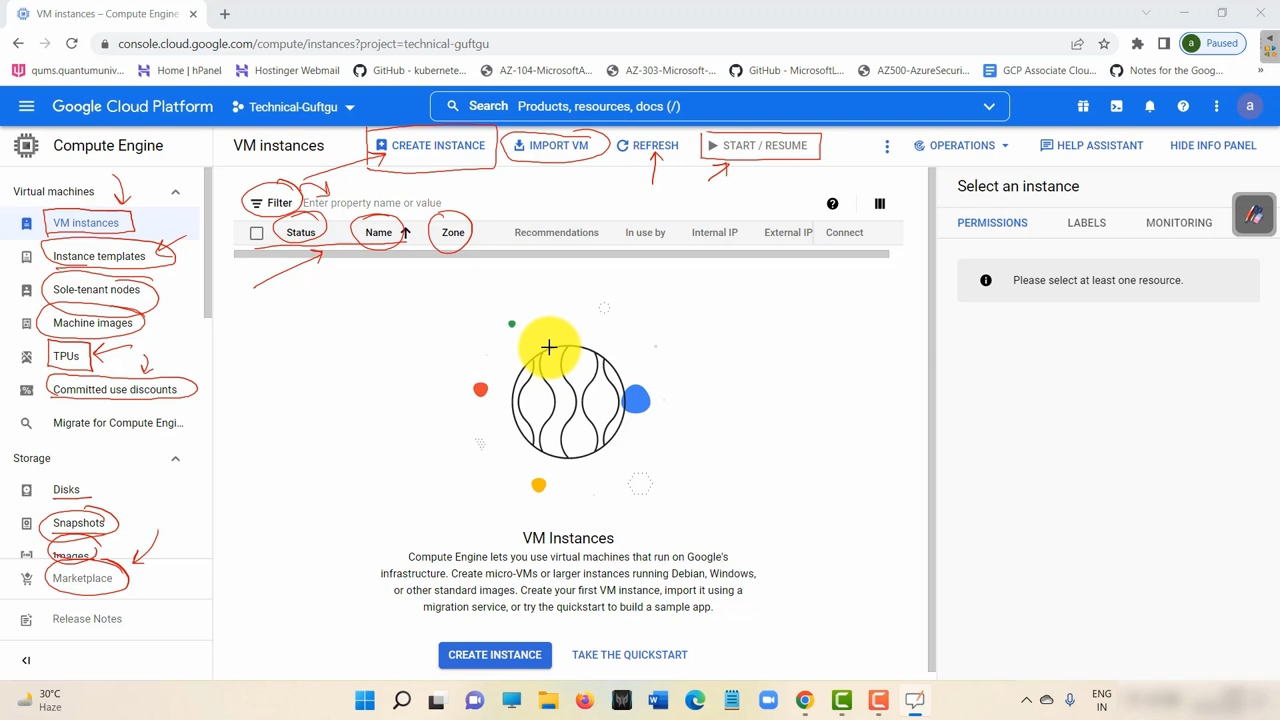 VM instances – Compute Engine
console.cloud.google.com/compute/instances?project=technical-guftgu
a Paused
qums.quantumuniv... Home | hPanel Hostinger Webmail GitHub - kubernete... AZ-104-MicrosoftA... AZ-303-Microsoft-... GitHub - MicrosoftL... AZ500-AzureSecuri... GCP Associate Clou... Notes for the Goog... »
Google Cloud Platform Technical-Guftgu Search Products, resources, docs (/) a
Compute Engine VM instances CREATE INSTANCE IMPORT VM REFRESH START / RESUME OPERATIONS HELP ASSISTANT HIDE INFO PANEL
Virtual machines
VM instances
Instance templates
Sole-tenant nodes
Machine images
TPUs
Committed use discounts
Migrate for Compute Engi...
Storage
Disks
Snapshots
Images
Marketplace
Release Notes
Filter Enter property name or value
Status Name Zone Recommendations In use by Internal IP External IP Connect
VM Instances
Compute Engine lets you use virtual machines that run on Google's
infrastructure. Create micro-VMs or larger instances running Debian, Windows,
or other standard images. Create your first VM instance, import it using a
migration service, or try the quickstart to build a sample app.
CREATE INSTANCE TAKE THE QUICKSTART
Select an instance
PERMISSIONS LABELS MONITORING
Please select at least one resource.
30°C
Haze
ENG
IN